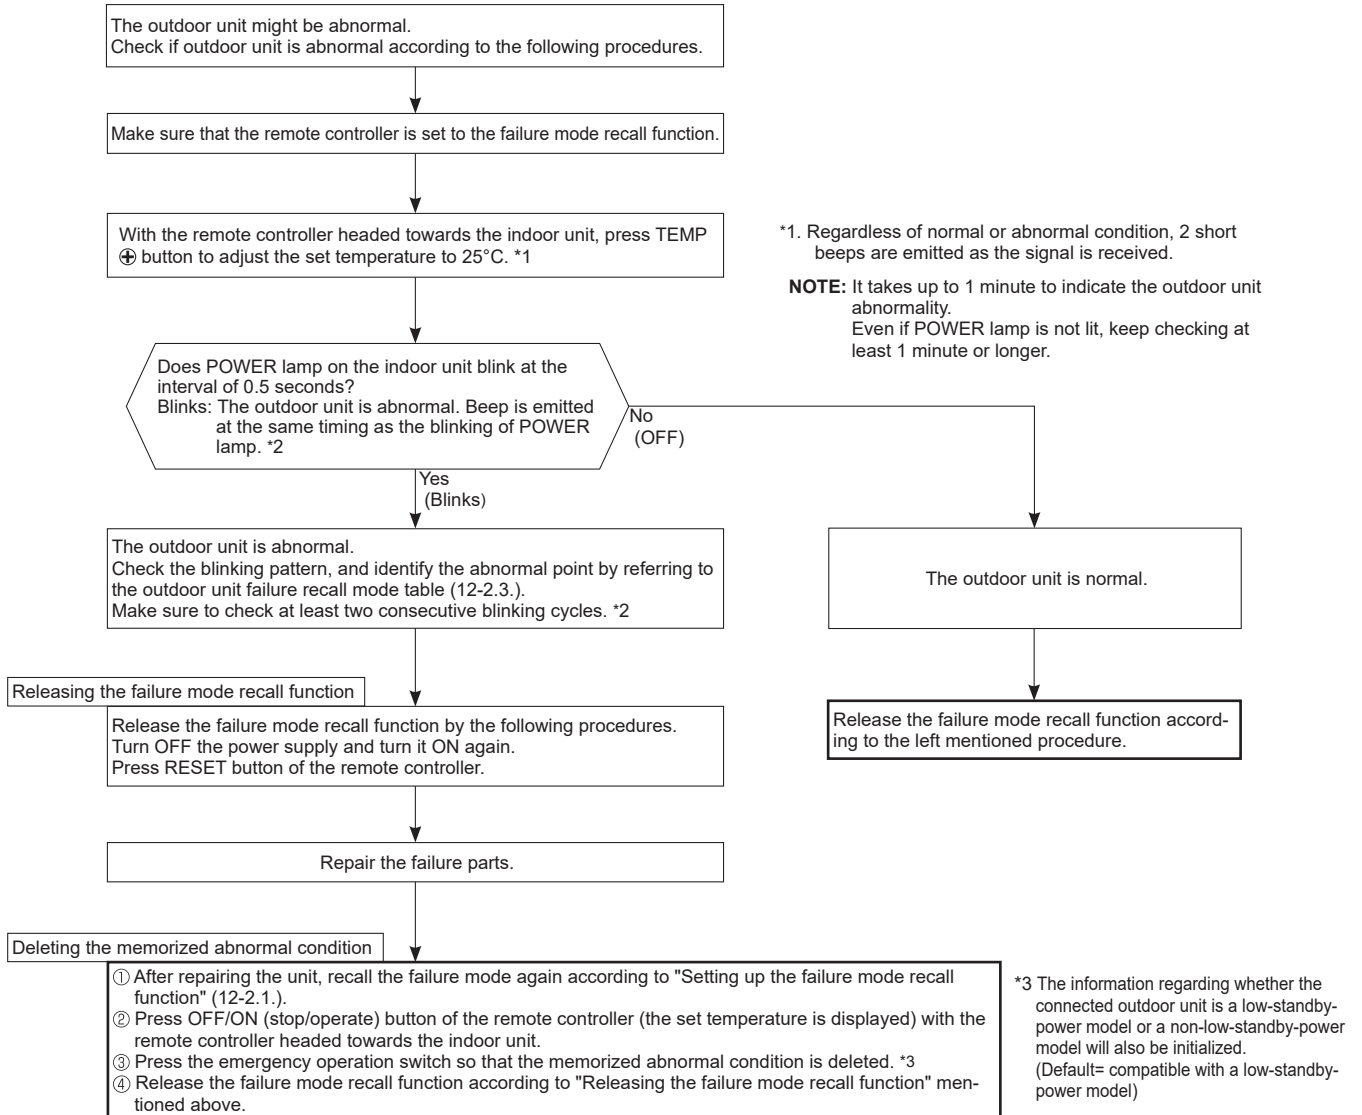 The outdoor unit might be abnormal.
Check if outdoor unit is abnormal according to the following procedures.
Make sure that the remote controller is set to the failure mode recall function.
With the remote controller headed towards the indoor unit, press TEMP
⊕ button to adjust the set temperature to 25°C. *1
*1. Regardless of normal or abnormal condition, 2 short
beeps are emitted as the signal is received.
NOTE: It takes up to 1 minute to indicate the outdoor unit
abnormality.
Even if POWER lamp is not lit, keep checking at
least 1 minute or longer.
Does POWER lamp on the indoor unit blink at the
interval of 0.5 seconds?
Blinks: The outdoor unit is abnormal. Beep is emitted
at the same timing as the blinking of POWER
lamp. *2
No
(OFF)
Yes
(Blinks)
The outdoor unit is abnormal.
Check the blinking pattern, and identify the abnormal point by referring to
the outdoor unit failure recall mode table (12-2.3.).
Make sure to check at least two consecutive blinking cycles. *2
The outdoor unit is normal.
Releasing the failure mode recall function
Release the failure mode recall function by the following procedures.
Turn OFF the power supply and turn it ON again.
Press RESET button of the remote controller.
Release the failure mode recall function accord-
ing to the left mentioned procedure.
Repair the failure parts.
Deleting the memorized abnormal condition
① After repairing the unit, recall the failure mode again according to "Setting up the failure mode recall
function" (12-2.1.).
② Press OFF/ON (stop/operate) button of the remote controller (the set temperature is displayed) with the
remote controller headed towards the indoor unit.
③ Press the emergency operation switch so that the memorized abnormal condition is deleted. *3
④ Release the failure mode recall function according to "Releasing the failure mode recall function" men-
tioned above.
*3 The information regarding whether the
connected outdoor unit is a low-standby-
power model or a non-low-standby-power
model will also be initialized.
(Default= compatible with a low-standby-
power model)